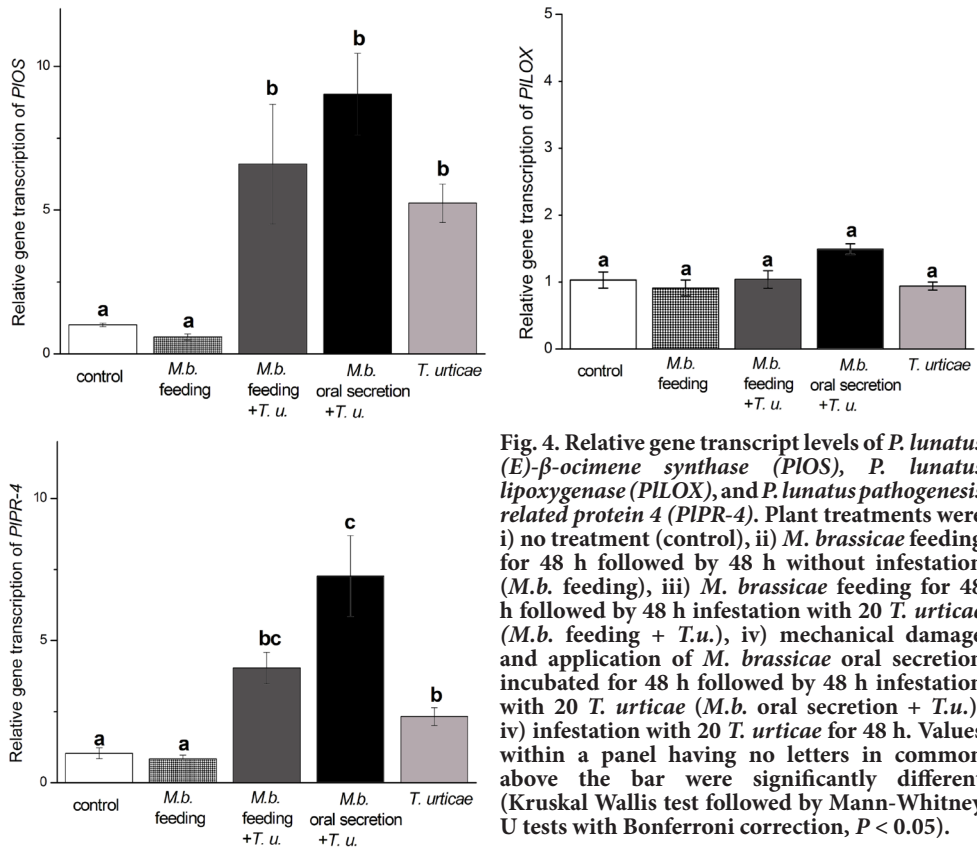 Relative gene transcription of PlOS
10
5
0
a
a
b
b
b
control
M.b.
feeding
M.b.
feeding
+T. u.
M.b.
oral secretion
+T. u.
T. urticae
Relative gene transcription of PlLOX
5
4
3
2
1
0
a
a
a
a
a
control
M.b.
feeding
M.b.
feeding
+T. u.
M.b.
oral secretion
+T. u.
T. urticae
Relative gene transcription of PlPR-4
10
5
0
a
a
bc
c
b
control
M.b.
feeding
M.b.
feeding
+T. u.
M.b.
oral secretion
+T. u.
T. urticae
Fig. 4. Relative gene transcript levels of P. lunatus
(E)-β-ocimene synthase (PlOS), P. lunatus
lipoxygenase (PlLOX), and P. lunatus pathogenesis
related protein 4 (PlPR-4). Plant treatments were
i) no treatment (control), ii) M. brassicae feeding
for 48 h followed by 48 h without infestation
(M.b. feeding), iii) M. brassicae feeding for 48
h followed by 48 h infestation with 20 T. urticae
(M.b. feeding + T.u.), iv) mechanical damage
and application of M. brassicae oral secretion
incubated for 48 h followed by 48 h infestation
with 20 T. urticae (M.b. oral secretion + T.u.)
iv) infestation with 20 T. urticae for 48 h. Values
within a panel having no letters in common
above the bar were significantly different
(Kruskal Wallis test followed by Mann-Whitney
U tests with Bonferroni correction, P < 0.05).